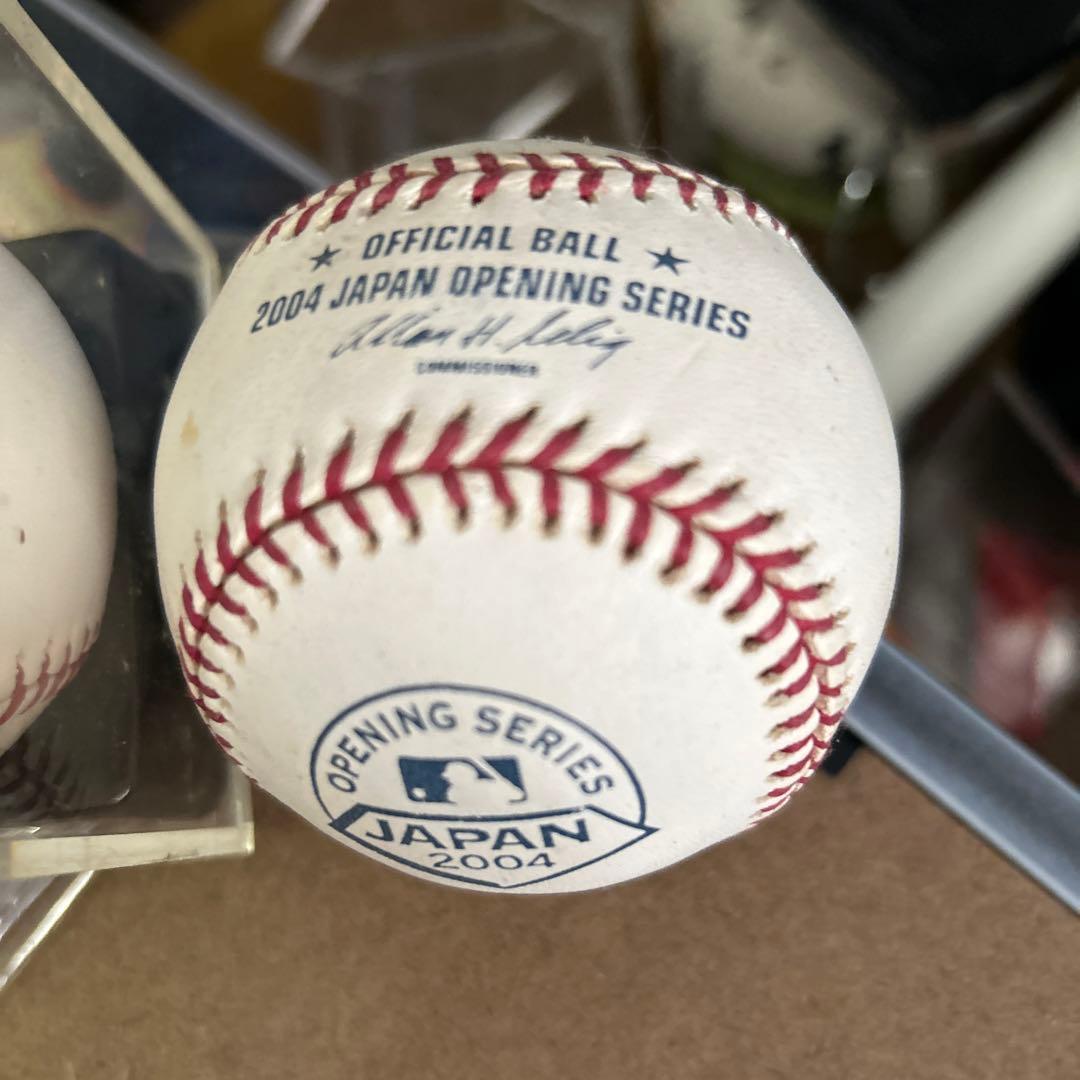 ★ OFFICIAL BALL ★
2004 JAPAN OPENING SERIES
Allan H. Selig
COMMISSIONER
OPENING SERIES
JAPAN
2004